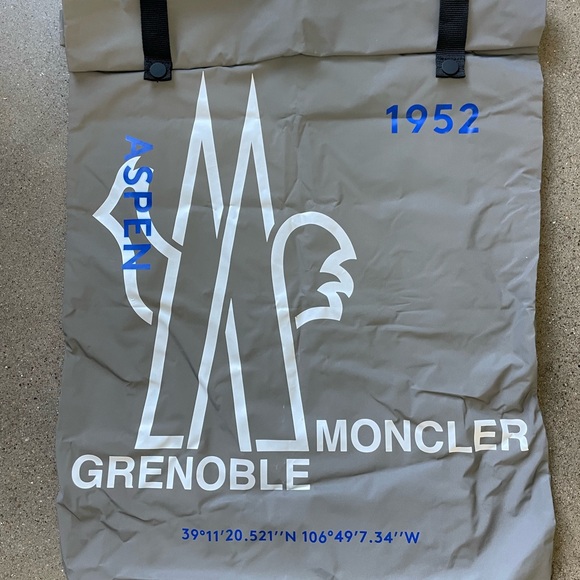 1952
ASPEN
MONCLER
GRENOBLE
39°11'20.521''N 106°49'7.34''W